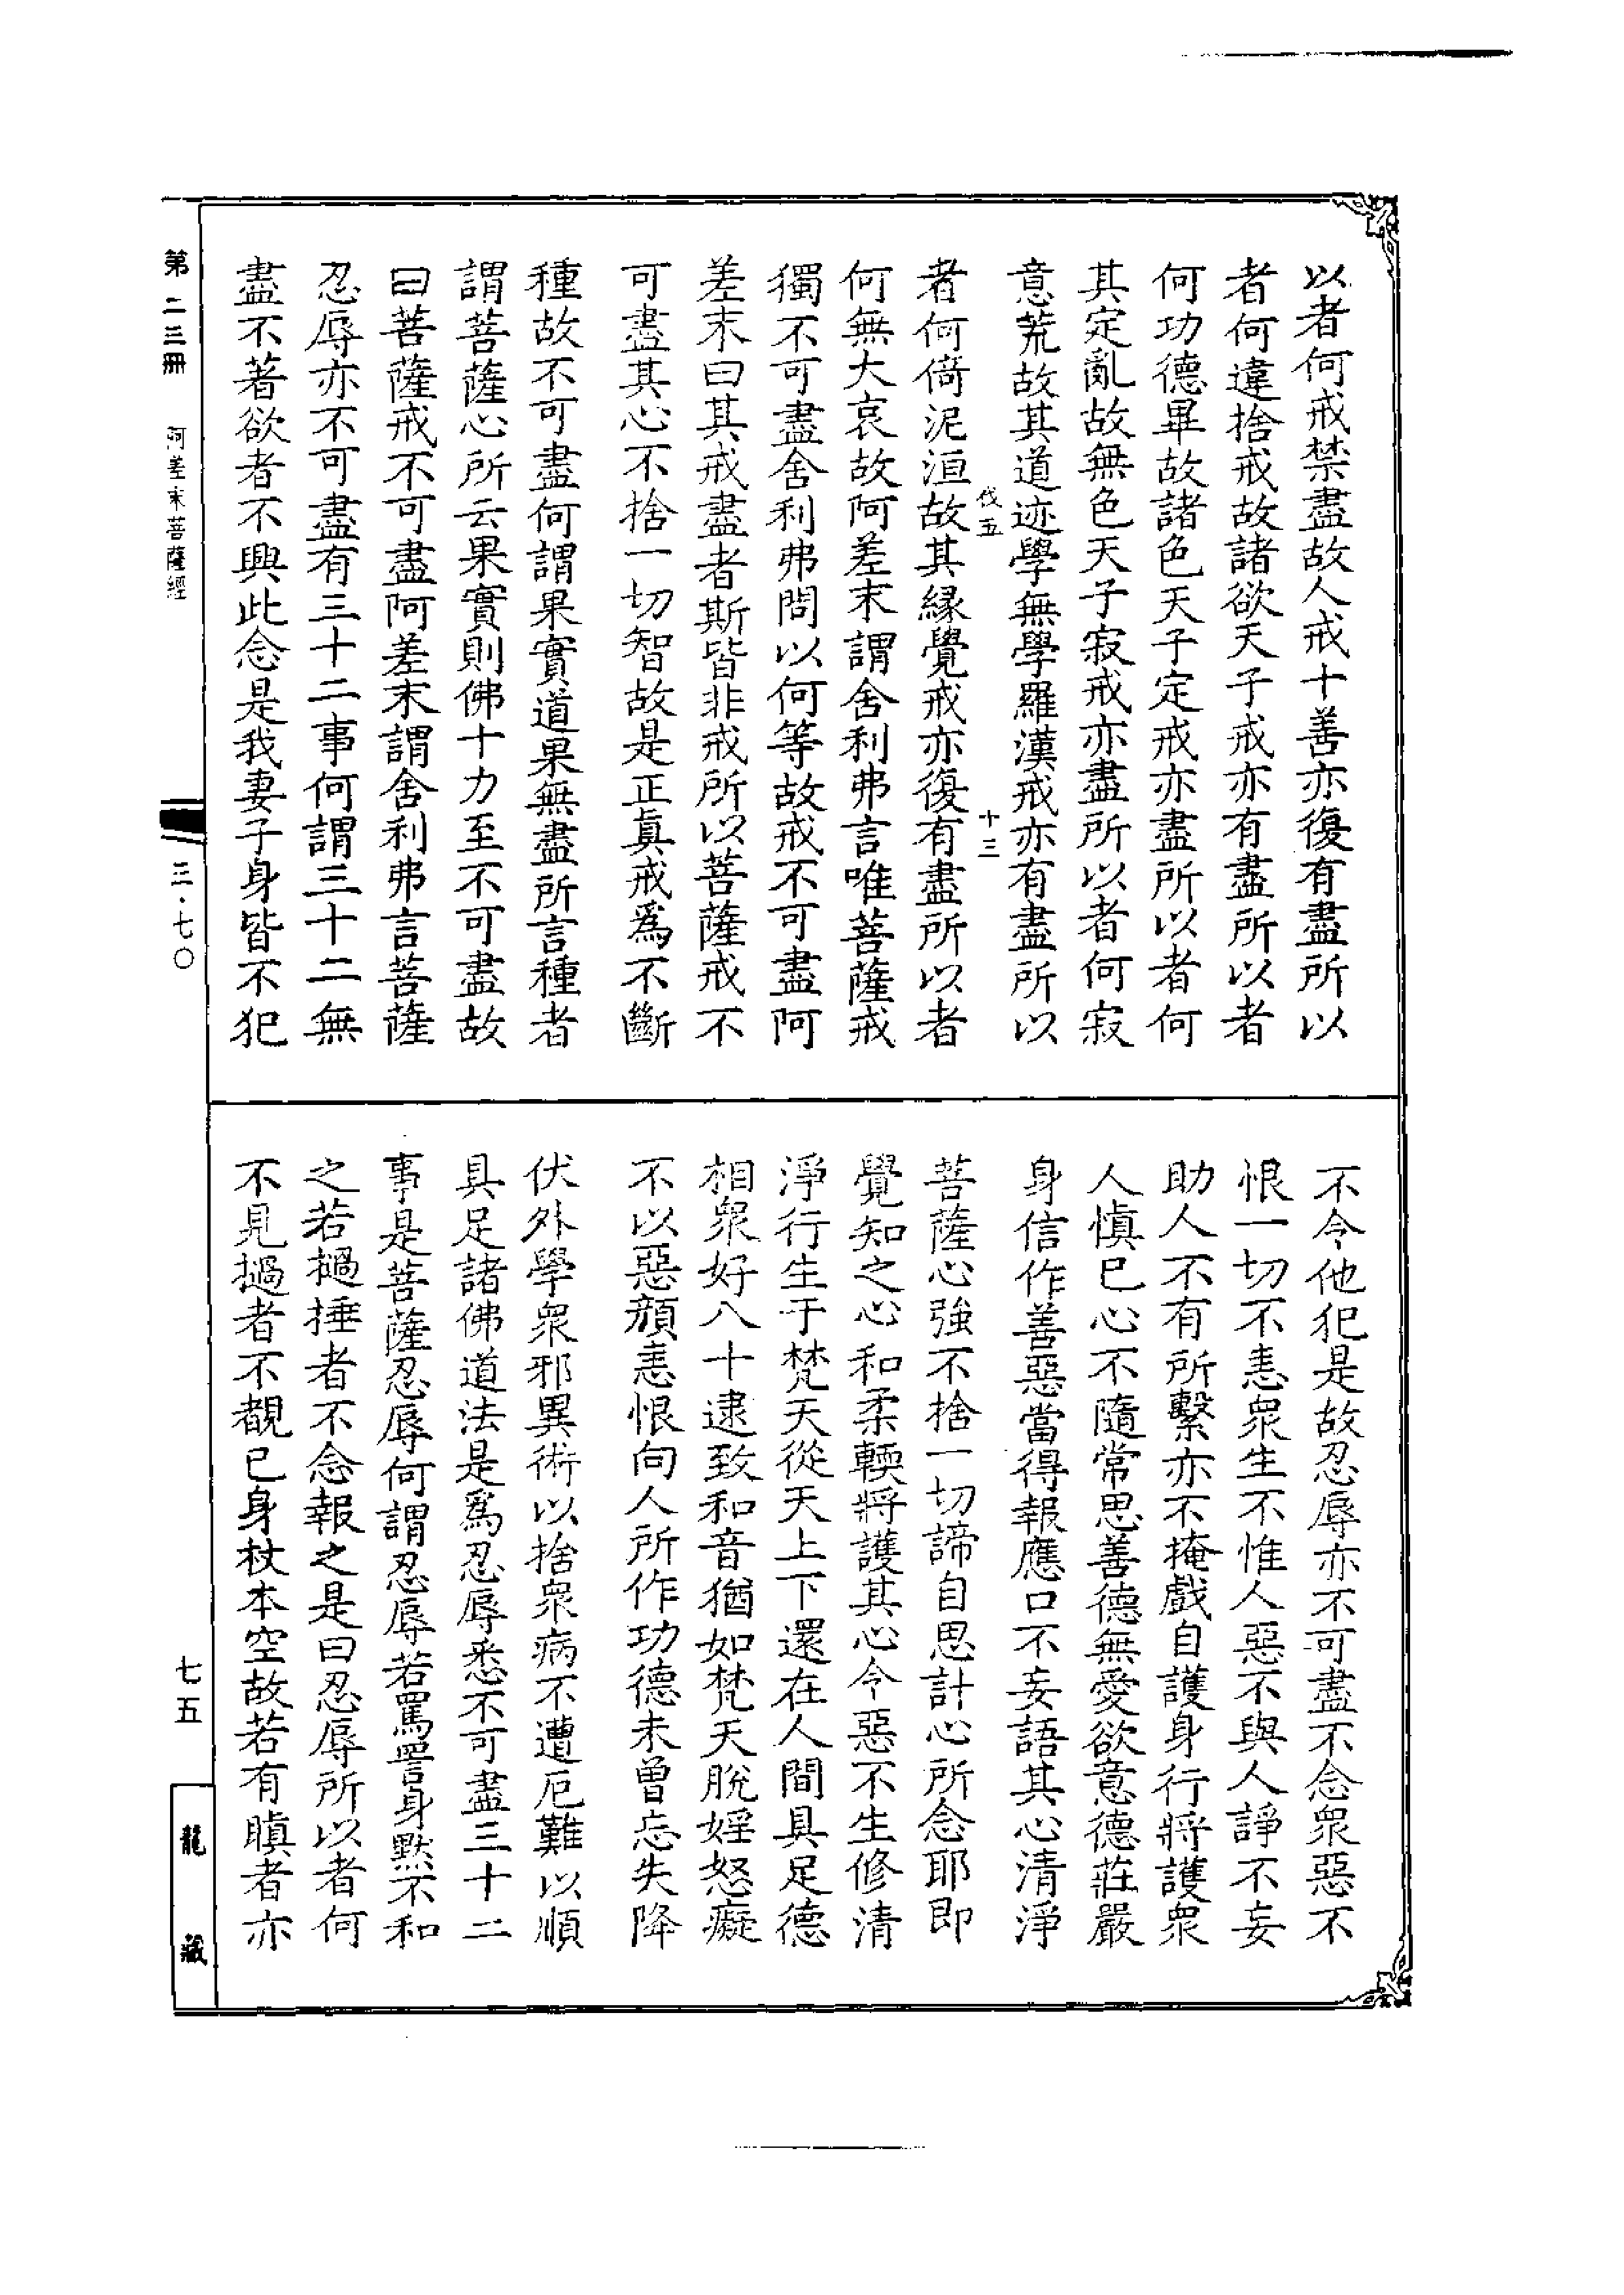 以者何戒禁盡故人戒十善亦復有盡所以
者何違捨戒故諸欲天子戒亦有盡所以者
何功德畢故諸色天子定戒亦盡所以者何
其定亂故無色天子寂戒亦盡所以者何寂
意荒故其道迹學無學羅漢戒亦有盡所以
伐五
十三
者何倚泥洹故其緣覺戒亦復有盡所以者
何無大哀故阿差末謂舍利弗言唯菩薩戒
獨不可盡舍利弗問以何等故戒不可盡阿
差末曰其戒盡者斯皆非戒所以菩薩戒不
可盡其心不捨一切智故是正真戒爲不斷
種故不可盡何謂果實道果無盡所言種者
謂菩薩心所云果實則佛十力至不可盡故
曰菩薩戒不可盡阿差末謂舍利弗言菩薩
忍辱亦不可盡有三十二事何謂三十二無
盡不著欲者不興此念是我妻子身皆不犯
不令他犯是故忍辱亦不可盡不念衆惡不
恨一切不恚衆生不惟人惡不與人諍不妄
助人不有所繫亦不掩戲自護身行將護衆
人慎已心不隨常思善德無愛欲意德莊嚴
身信作善惡當得報應口不妄語其心清淨
菩薩心強不捨一切諦自思計心所念耶即
覺知之心和柔輭將護其心令惡不生修清
淨行生于梵天從天上下還在人間具足德
相衆好八十逮致和音猶如梵天脫婬怒癡
不以惡顏恚恨向人所作功德未曾忘失降
伏外學衆邪異術以捨衆病不遭厄難以順
具足諸佛道法是爲忍辱悉不可盡三十二
事是菩薩忍辱何謂忍辱若罵詈身默不和
之若撾捶者不念報之是曰忍辱所以者何
不見撾者不覩已身杖本空故若有瞋者亦
第二三冊 阿差末菩薩經
三·七〇
七五
龍藏